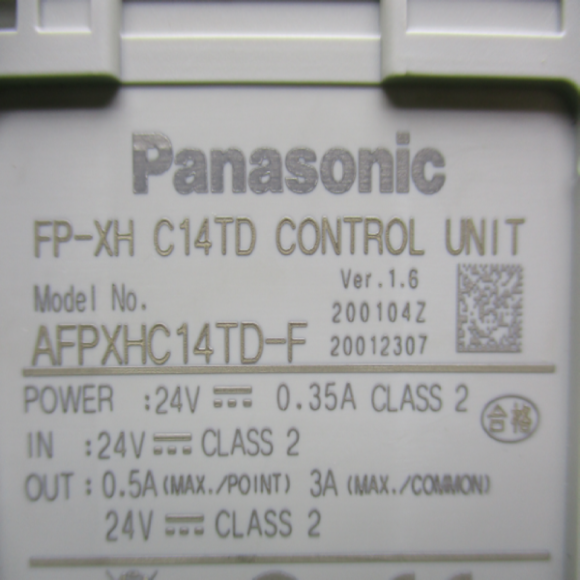 Panasonic
FP-XH C14TD CONTROL UNIT
Ver.1.6
Model No.
200104Z
AFPXHC14TD-F
20012307
POWER :24V ⎓ 0.35A CLASS 2
合格
IN :24V ⎓ CLASS 2
OUT : 0.5A (MAX./POINT) 3A (MAX./COMMON)
24V ⎓ CLASS 2